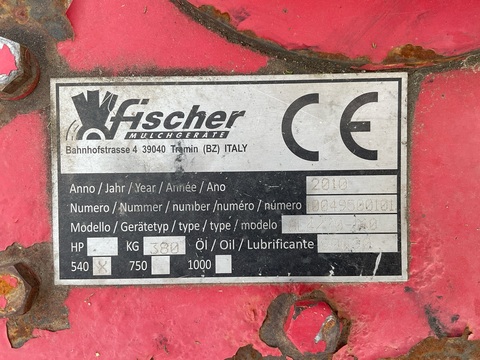 fischer
MULCHGERÄTE
Bahnhofstrasse 4 39040 Tramin (BZ) ITALY
CE
Anno / Jahr / Year / Année / Ano 2010
Numero / Nummer / number/numéro / número
Modello / Gerätetyp / type / type / modelo
HP KG 380 Öl / Oil / Lubrificante
540 X 750 1000